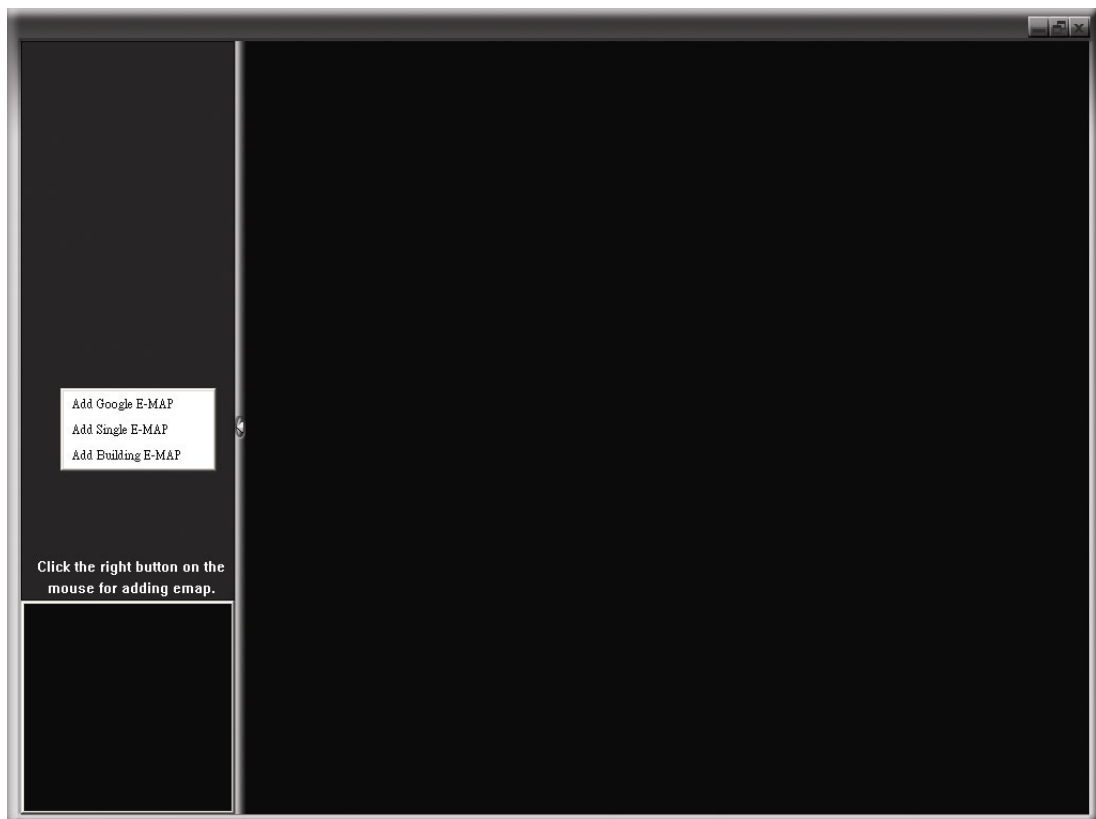 Add Google E-MAP
Add Single E-MAP
Add Building E-MAP
Click the right button on the
mouse for adding emap.